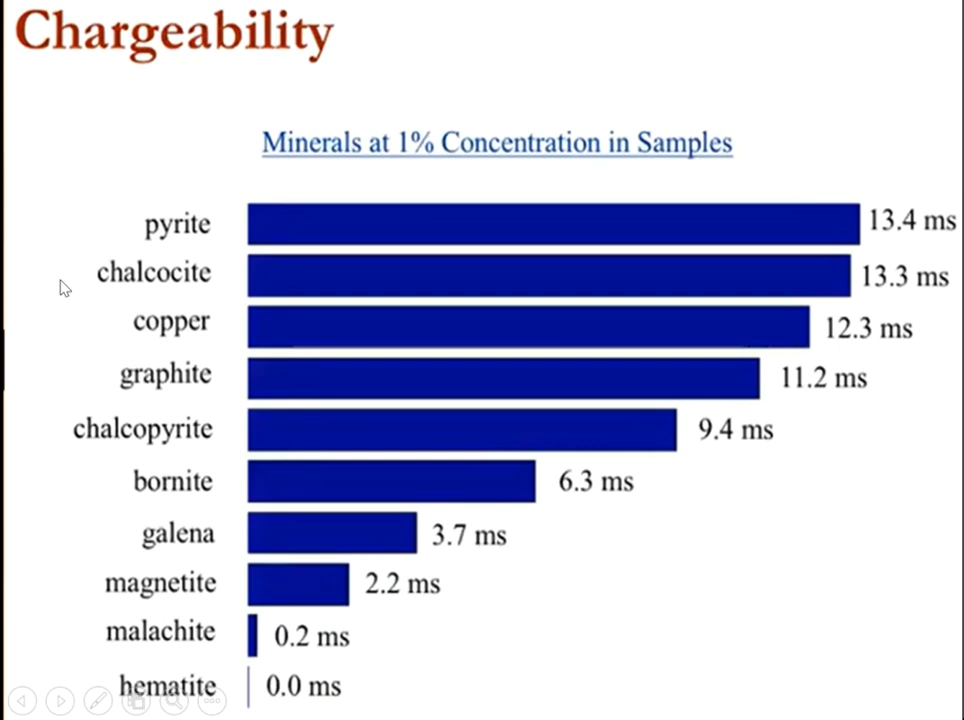 Chargeability
Minerals at 1% Concentration in Samples
pyrite 13.4 ms
chalcocite 13.3 ms
copper 12.3 ms
graphite 11.2 ms
chalcopyrite 9.4 ms
bornite 6.3 ms
galena 3.7 ms
magnetite 2.2 ms
malachite 0.2 ms
hematite 0.0 ms